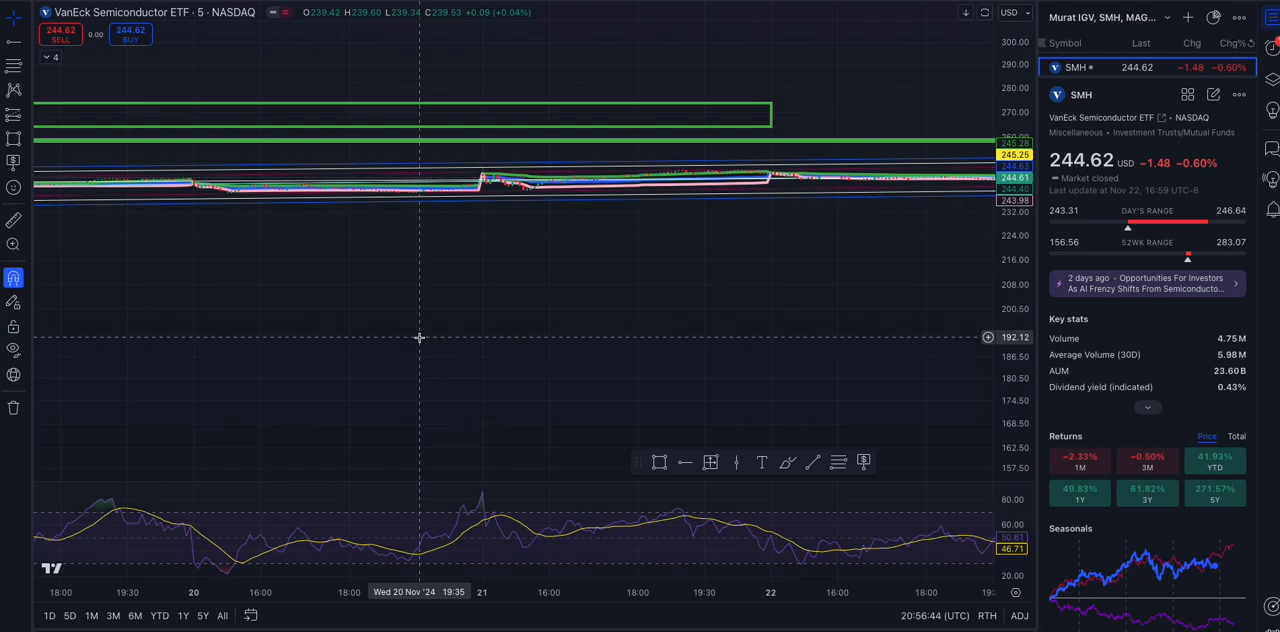 VanEck Semiconductor ETF · 5 · NASDAQ O239.42 H239.60 L239.34 C239.53 +0.09 (+0.04%)
USD
244.62 SELL 0.00 244.62 BUY
4
300.00
290.00
280.00
270.00
260.00
245.28
245.25
244.63
244.61
244.40
243.98
232.00
224.00
216.00
208.00
200.50
192.12
186.50
180.50
174.50
168.50
162.50
157.50
80.00
60.00
50.61
46.71
20.00
18:00 19:30 20 16:00 18:00 Wed 20 Nov '24 19:35 21 16:00 18:00 19:30 22 16:00 18:00
1D 5D 1M 3M 6M YTD 1Y 5Y All 20:56:44 (UTC) RTH ADJ
Murat IGV, SMH, MAG...
Symbol Last Chg Chg%
SMH 244.62 −1.48 −0.60%
SMH
VanEck Semiconductor ETF • NASDAQ
Miscellaneous • Investment Trusts/Mutual Funds
244.62 USD −1.48 −0.60%
Market closed
Last update at Nov 22, 16:59 UTC-8
243.31 DAY'S RANGE 246.64
156.56 52WK RANGE 283.07
2 days ago • Opportunities For Investors
As AI Frenzy Shifts From Semiconducto...
Key stats
Volume 4.75 M
Average Volume (30D) 5.98 M
AUM 23.60 B
Dividend yield (indicated) 0.43%
Returns Price Total
−2.33% −0.50% 41.93%
1M 3M YTD
49.83% 61.82% 271.57%
1Y 3Y 5Y
Seasonals